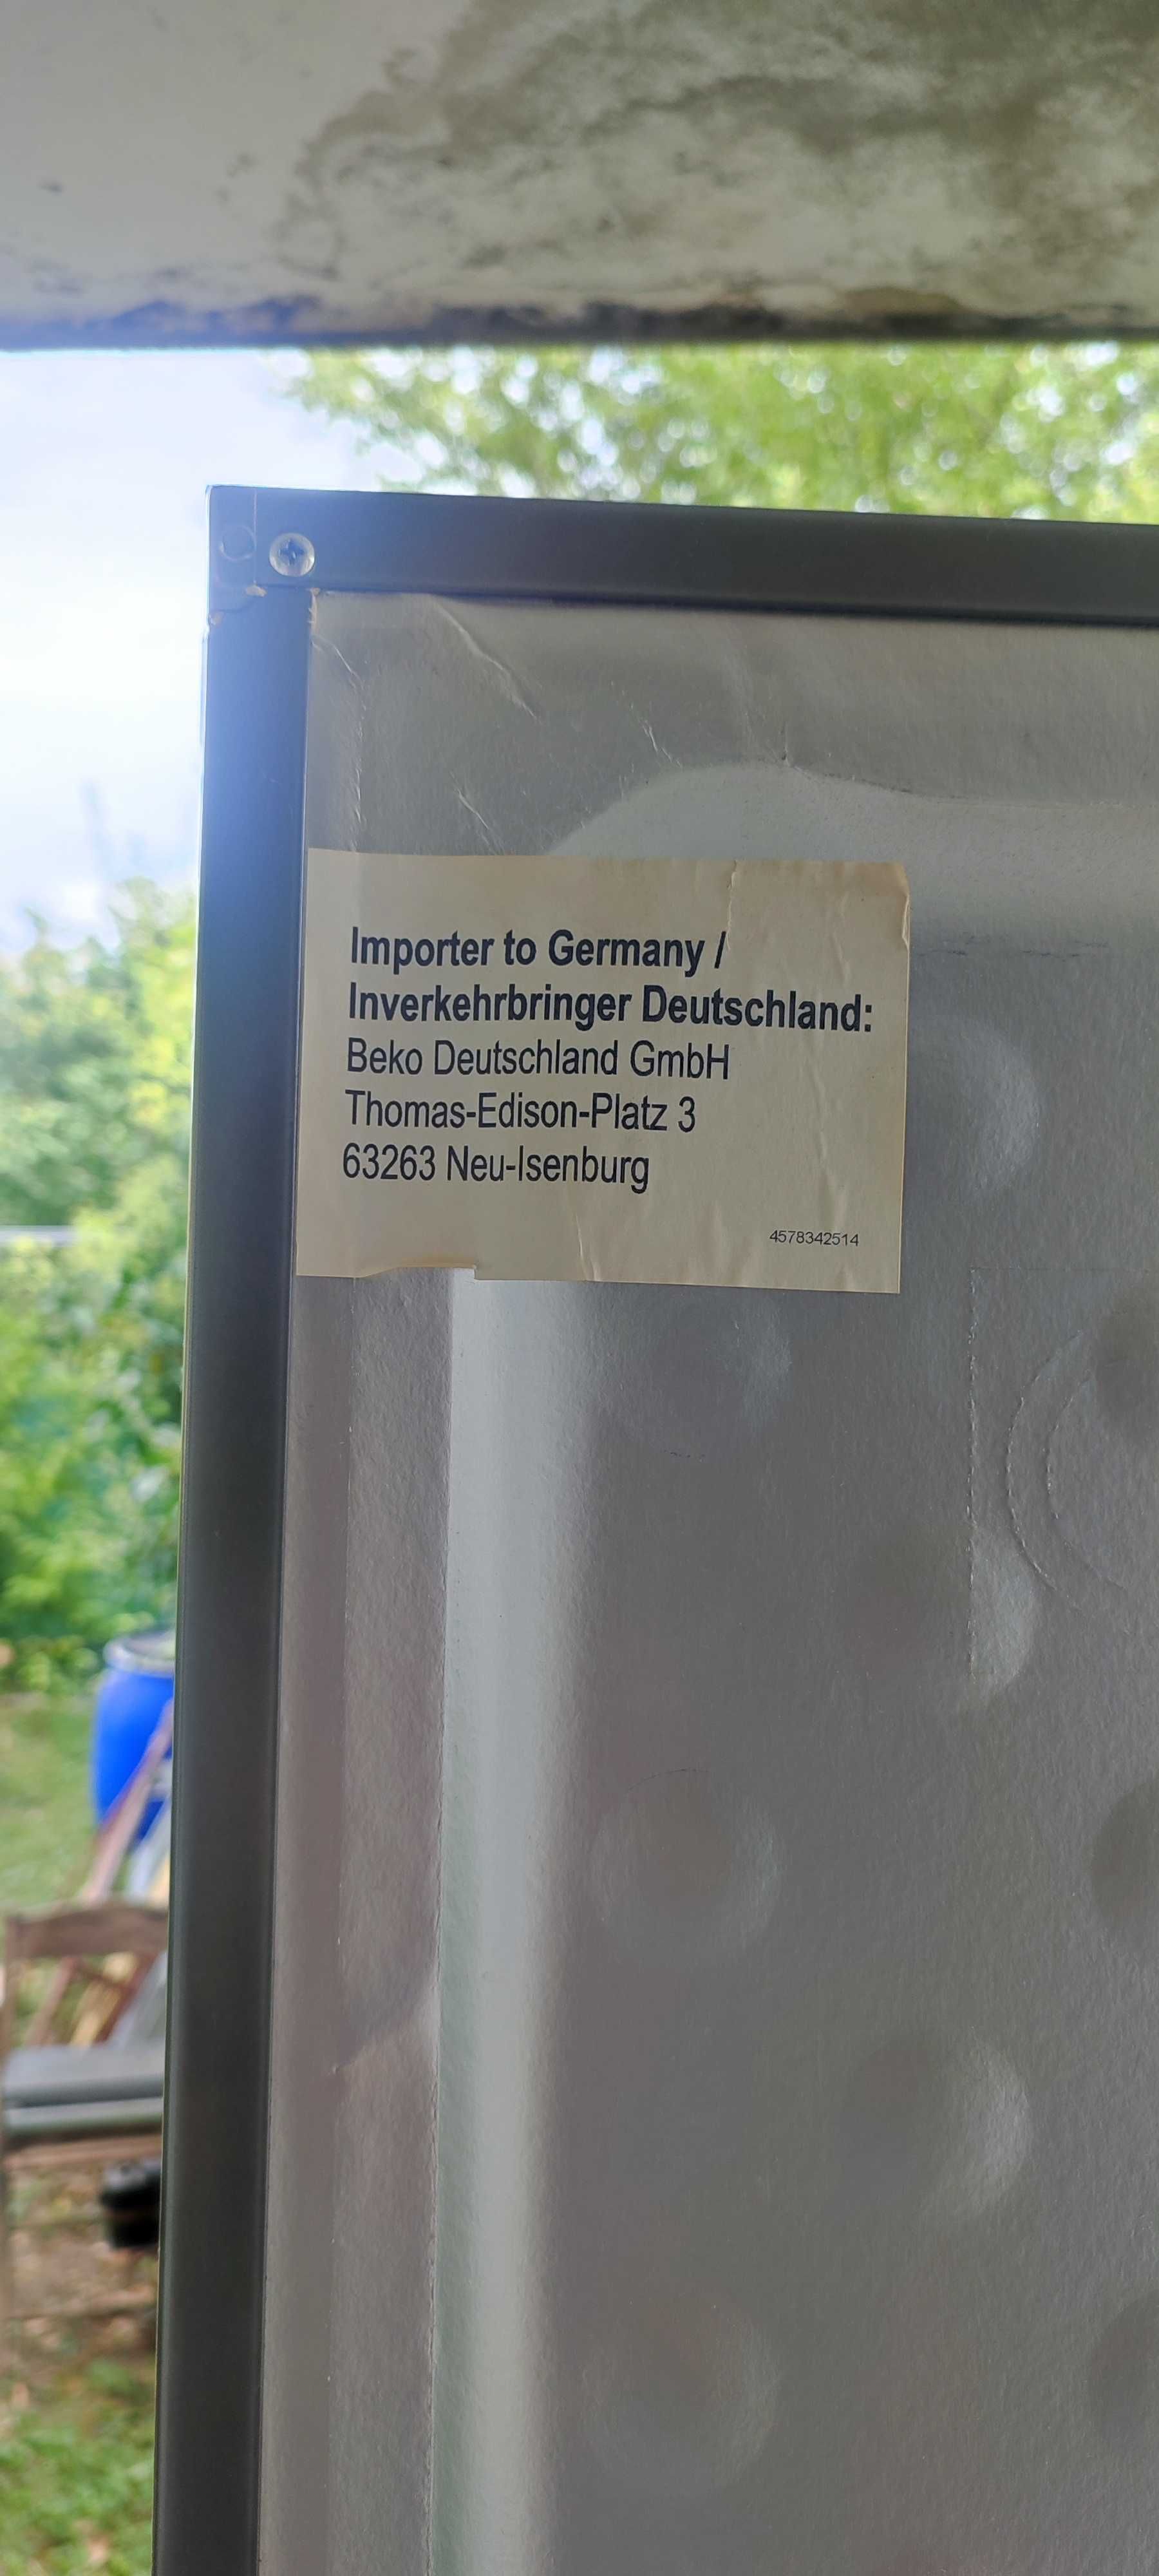 Importer to Germany /
Inverkehrbringer Deutschland:
Beko Deutschland GmbH
Thomas-Edison-Platz 3
63263 Neu-Isenburg
4578342514